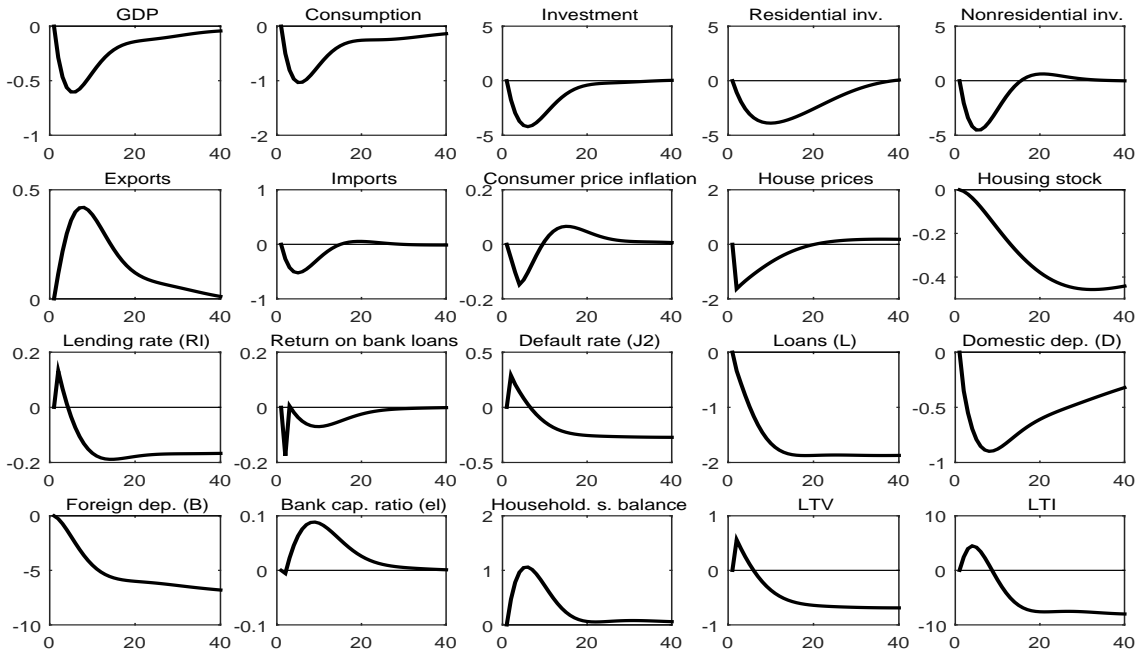 GDP Consumption Investment Residential inv. Nonresidential inv.
0 0 5 5 5
-0.5 -1 0 0 0
-1 -2 -5 -5 -5
0 20 40 0 20 40 0 20 40 0 20 40 0 20 40
Exports Imports Consumer price inflation House prices Housing stock
0.5 1 0.2 2 0
-0.2
0 0 0
-0.4
0 -1 -0.2 -2
0 20 40 0 20 40 0 20 40 0 20 40 0 20 40
Lending rate (Rl) Return on bank loans Default rate (J2) Loans (L) Domestic dep. (D)
0.2 0.2 0.5 0 0
0 0 0 -1 -0.5
-0.2 -0.2 -0.5 -2 -1
0 20 40 0 20 40 0 20 40 0 20 40 0 20 40
Foreign dep. (B) Bank cap. ratio (el) Household. s. balance LTV LTI
0 0.1 2 1 10
-5 0 1 0 0
-10 -0.1 0 -1 -10
0 20 40 0 20 40 0 20 40 0 20 40 0 20 40